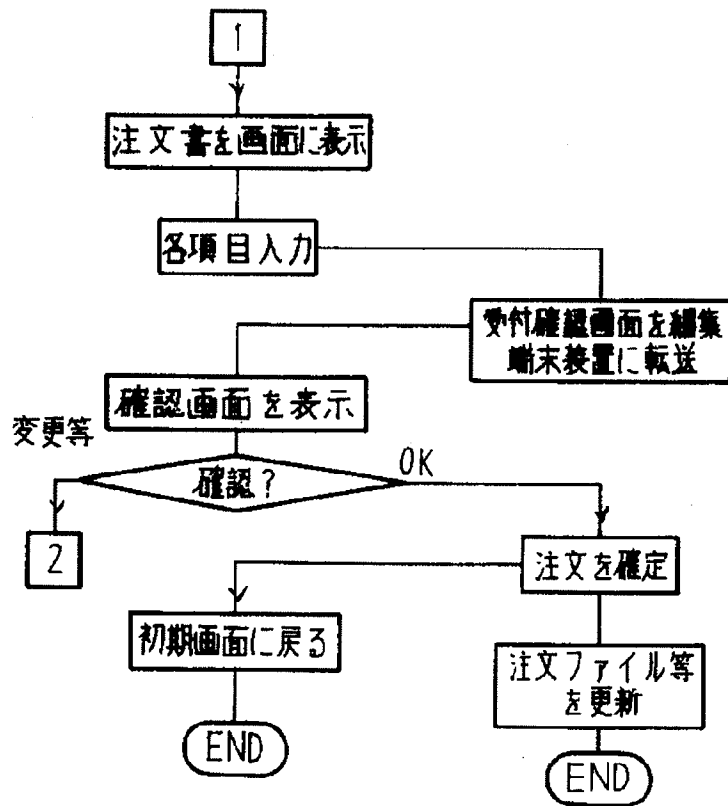 1
注文書を画面に表示
各項目入力
受付確認画面を編集
端末装置に転送
確認画面を表示
変更等
確認?
OK
2
注文を確定
初期画面に戻る
注文ファイル等
を更新
END
END